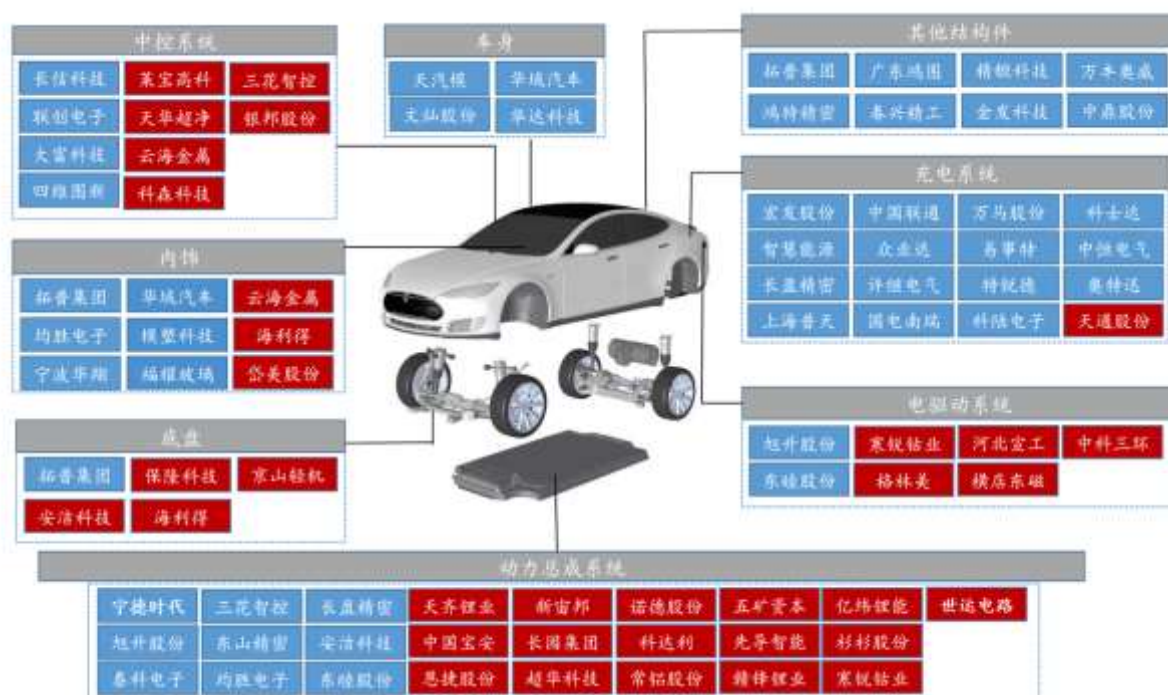 中控系统
长信科技 莱宝高科 三花智控
联创电子 天华超净 银邦股份
大富科技 云海金属
四维图新 科森科技
车身
天汽模 华域汽车
文灿股份 华达科技
其他结构件
拓普集团 广东鸿图 精锻科技 万丰奥威
鸿特精密 春兴精工 金发科技 中鼎股份
充电系统
宏发股份 中国联通 万马股份 科士达
智慧能源 众业达 易事特 中恒电气
长盈精密 许继电气 特锐德 奥特迅
上海普天 国电南瑞 科陆电子 天通股份
内饰
拓普集团 华域汽车 云海金属
均胜电子 模塑科技 海利得
宁波华翔 福耀玻璃 岱美股份
底盘
拓普集团 保隆科技 京山轻机
安洁科技 海利得
电驱动系统
旭升股份 寒锐钴业 河北宣工 中科三环
东睦股份 格林美 横店东磁
动力总成系统
宁德时代 三花智控 长盈精密 天齐锂业 新宙邦 诺德股份 五矿资本 亿纬锂能 世运电路
旭升股份 东山精密 安洁科技 中国宝安 长园集团 科达利 先导智能 杉杉股份
泰科电子 均胜电子 东睦股份 恩捷股份 超华科技 常铝股份 赣锋锂业 寒锐钴业